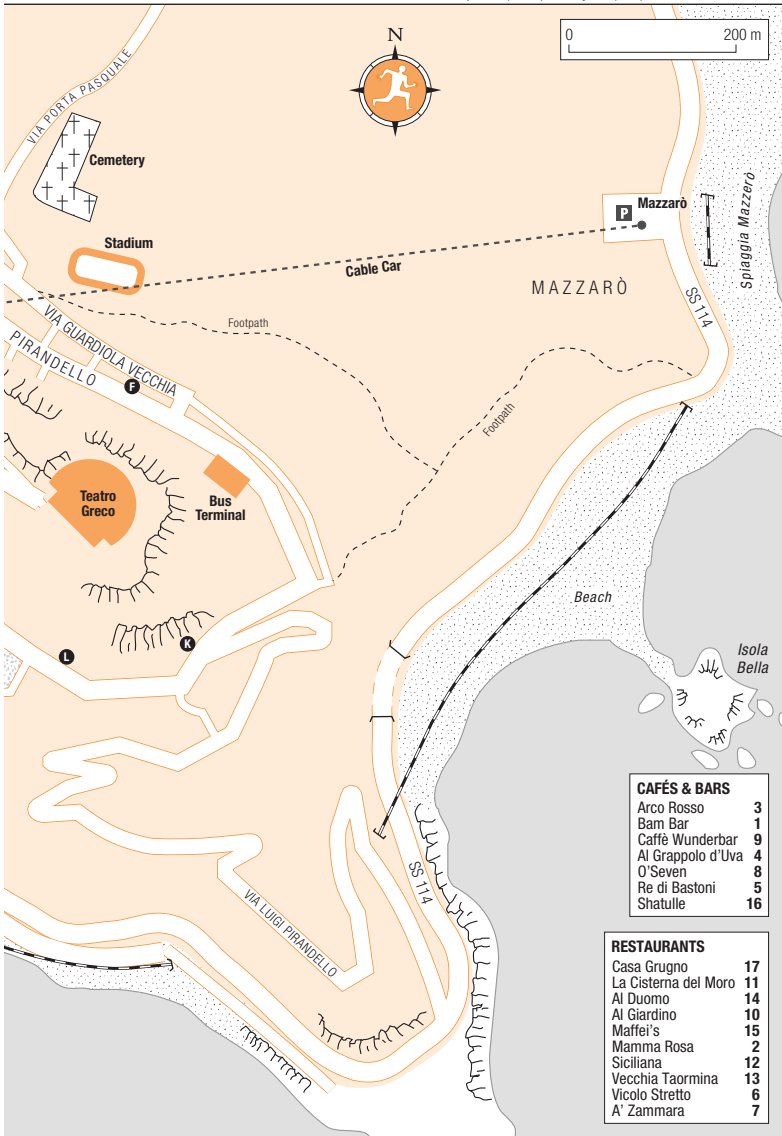 N
0 200 m
VIA PORTA PASQUALE
Cemetery
P
Mazzarò
Spiaggia Mazzerò
Stadium
Cable Car
MAZZARÒ
SS 114
VIA GUARDIOLA VECCHIA
Footpath
PIRANDELLO
F
Footpath
Teatro
Greco
Bus
Terminal
Beach
K
L
Isola
Bella
SS 114
VIA LUIGI PIRANDELLO
CAFÉS & BARS
Arco Rosso 3
Bam Bar 1
Caffè Wunderbar 9
Al Grappolo d'Uva 4
O'Seven 8
Re di Bastoni 5
Shatulle 16
RESTAURANTS
Casa Grugno 17
La Cisterna del Moro 11
Al Duomo 14
Al Giardino 10
Maffei's 15
Mamma Rosa 2
Siciliana 12
Vecchia Taormina 13
Vicolo Stretto 6
A' Zammara 7